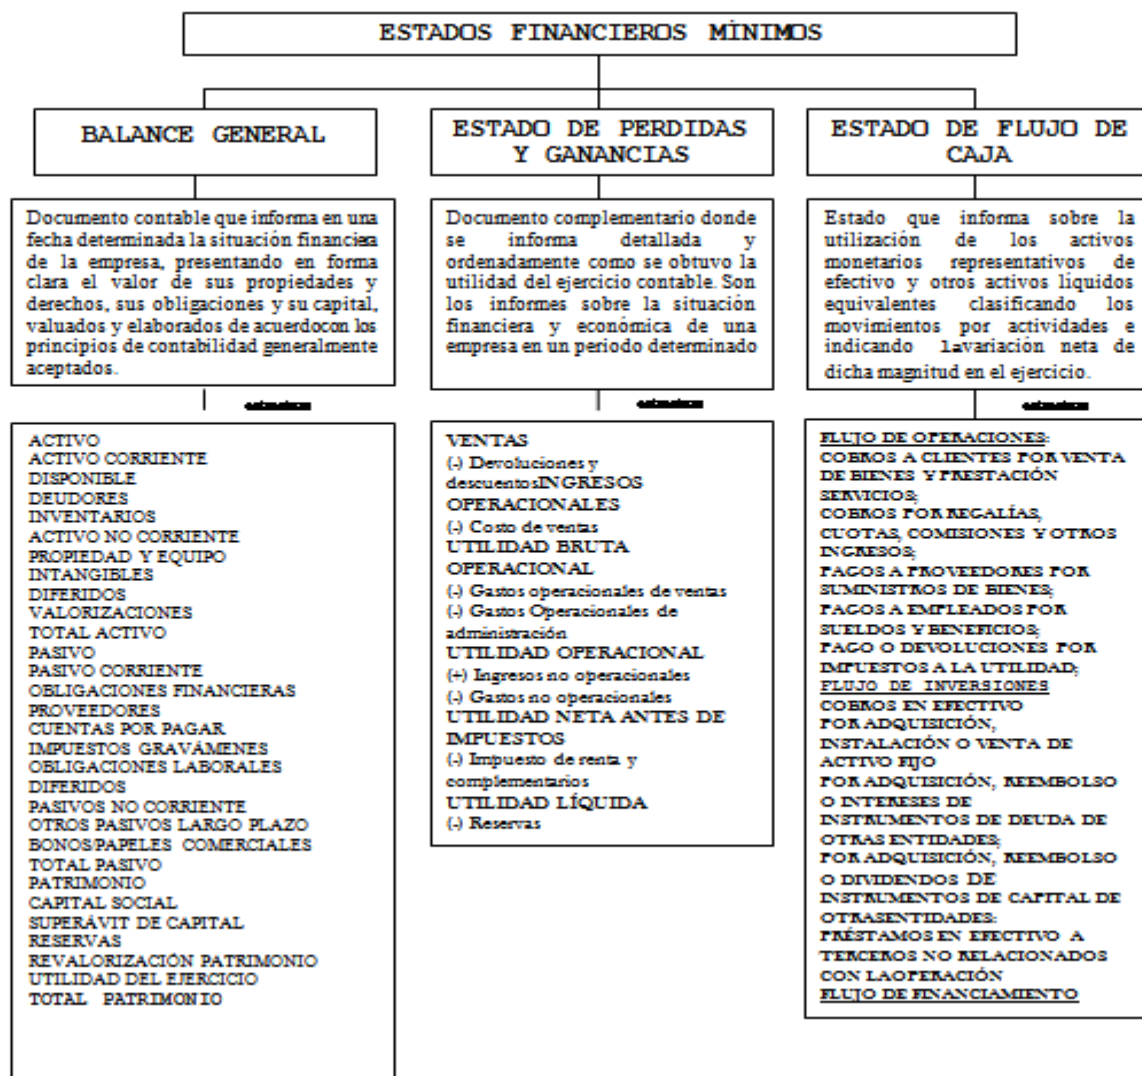 ESTADOS FINANCIEROS MÍNIMOS
BALANCE GENERAL
Documento contable que informa en una
fecha determinada la situación financiera
de la empresa, presentando en forma
clara el valor de sus propiedades y
derechos, sus obligaciones y su capital,
valuados y elaborados de acuerdocon los
principios de contabilidad generalmente
aceptados.
ACTIVO
ACTIVO CORRIENTE
DISPONIBLE
DEUDORES
INVENTARIOS
ACTIVO NO CORRIENTE
PROPIEDAD Y EQUIPO
INTANGIBLES
DIFERIDOS
VALORIZACIONES
TOTAL ACTIVO
PASIVO
PASIVO CORRIENTE
OBLIGACIONES FINANCIERAS
PROVEEDORES
CUENTAS POR PAGAR
IMPUESTOS GRAVÁMENES
OBLIGACIONES LABORALES
DIFERIDOS
PASIVOS NO CORRIENTE
OTROS PASIVOS LARGO PLAZO
BONOS/PAPELES COMERCIALES
TOTAL PASIVO
PATRIMONIO
CAPITAL SOCIAL
SUPERÁVIT DE CAPITAL
RESERVAS
REVALORIZACIÓN PATRIMONIO
UTILIDAD DEL EJERCICIO
TOTAL PATRIMONIO
ESTADO DE PERDIDAS
Y GANANCIAS
Documento complementario donde
se informa detallada y
ordenadamente como se obtuvo la
utilidad del ejercicio contable. Son
los informes sobre la situación
financiera y económica de una
empresa en un periodo determinado
VENTAS
(-) Devoluciones y
descuentosINGRESOS
OPERACIONALES
(-) Costo de ventas
UTILIDAD BRUTA
OPERACIONAL
(-) Gastos operacionales de ventas
(-) Gastos Operacionales de
administración
UTILIDAD OPERACIONAL
(+) Ingresos no operacionales
(-) Gastos no operacionales
UTILIDAD NETA ANTES DE
IMPUESTOS
(-) Impuesto de renta y
complementarios
UTILIDAD LÍQUIDA
(-) Reservas
ESTADO DE FLUJO DE
CAJA
Estado que informa sobre la
utilización de los activos
monetarios representativos de
efectivo y otros activos líquidos
equivalentes clasificando los
movimientos por actividades e
indicando lavariación neta de
dicha magnitud en el ejercicio.
FLUJO DE OPERACIONES:
COBROS A CLIENTES POR VENTA
DE BIENES Y PRESTACIÓN
SERVICIOS;
COBROS POR REGALÍAS,
CUOTAS, COMISIONES Y OTROS
INGRESOS;
PAGOS A PROVEEDORES POR
SUMINISTROS DE BIENES;
PAGOS A EMPLEADOS POR
SUELDOS Y BENEFICIOS;
PAGO O DEVOLUCIONES POR
IMPUESTOS A LA UTILIDAD;
FLUJO DE INVERSIONES
COBROS EN EFECTIVO
POR ADQUISICIÓN,
INSTALACIÓN O VENTA DE
ACTIVO FIJO
POR ADQUISICIÓN, REEMBOLSO
O INTERESES DE
INSTRUMENTOS DE DEUDA DE
OTRAS ENTIDADES;
POR ADQUISICIÓN, REEMBOLSO
O DIVIDENDOS DE
INSTRUMENTOS DE CAPITAL DE
OTRASENTIDADES:
PRÉSTAMOS EN EFECTIVO A
TERCEROS NO RELACIONADOS
CON LAOPERACIÓN
FLUJO DE FINANCIAMIENTO